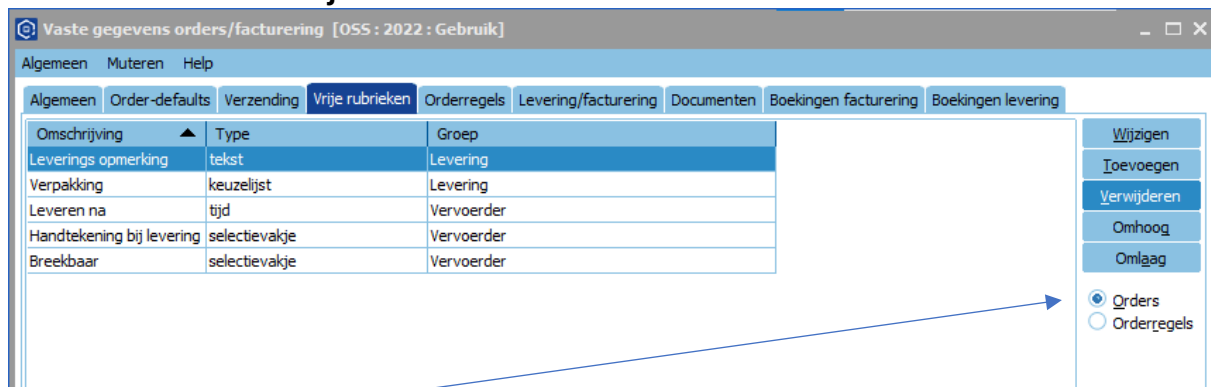 Vaste gegevens orders/facturering [OSS : 2022 : Gebruik]
Algemeen Muteren Help
Algemeen Order-defaults Verzending Vrije rubrieken Orderregels Levering/facturering Documenten Boekingen facturering Boekingen levering
Omschrijving Type Groep
Leverings opmerking tekst Levering
Verpakking keuzelijst Levering
Leveren na tijd Vervoerder
Handtekening bij levering selectievakje Vervoerder
Breekbaar selectievakje Vervoerder
Wijzigen
Toevoegen
Verwijderen
Omhoog
Omlaag
Orders
Orderregels